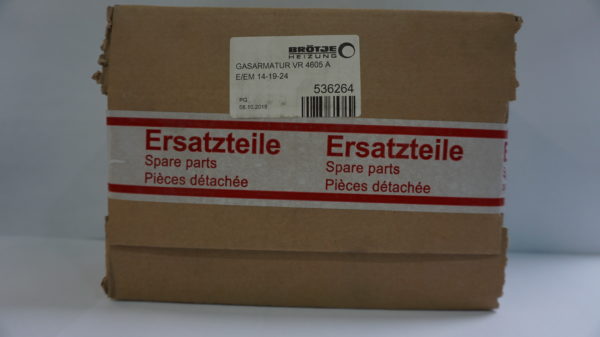 BRÖTJE
HEIZUNG
GASARMATUR VR 4605 A
E/EM 14-19-24
536264
PG
Ersatzteile
Spare parts
Pièces détachée
Ersatzteile
Spare parts
Pièces détachée